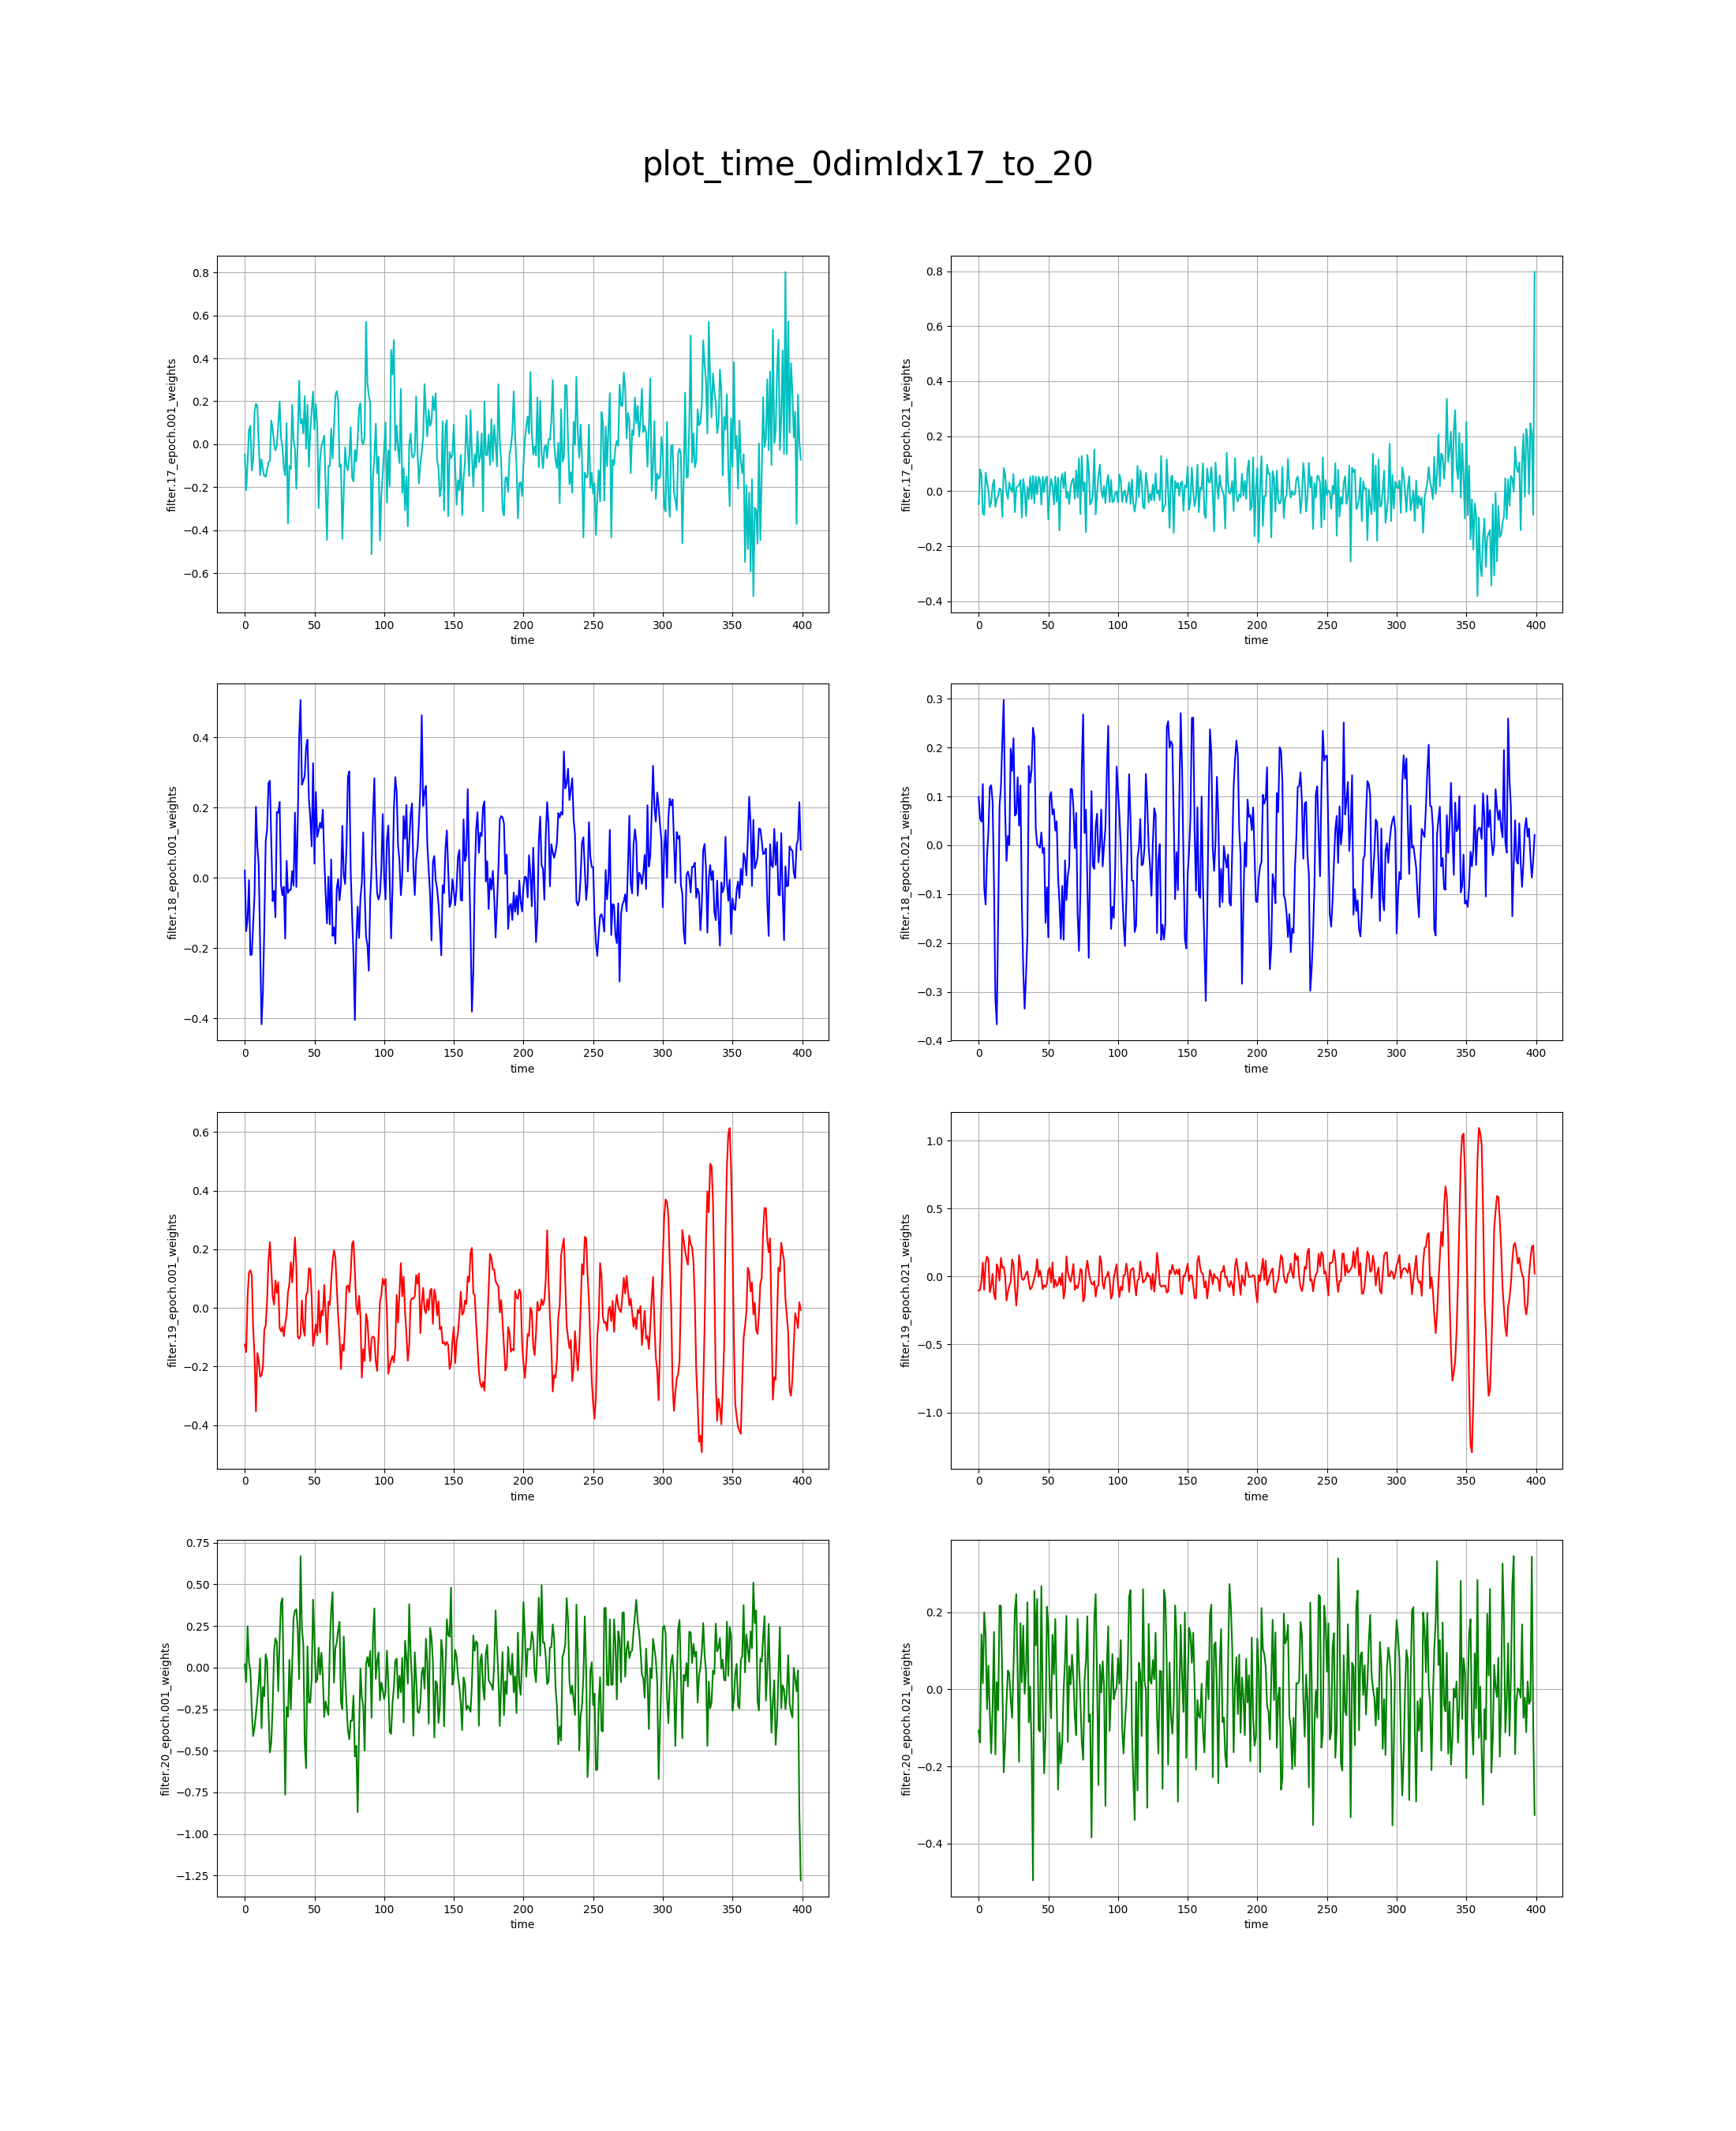 plot_time_0dimIdx17_to_20
0.8
0.6
0.4
0.2
0.0
−0.2
−0.4
−0.6
filter.17_epoch.001_weights
0 50 100 150 200 250 300 350 400
time
0.8
0.6
0.4
0.2
0.0
−0.2
−0.4
filter.17_epoch.021_weights
0 50 100 150 200 250 300 350 400
time
0.4
0.2
0.0
−0.2
−0.4
filter.18_epoch.001_weights
0 50 100 150 200 250 300 350 400
time
0.3
0.2
0.1
0.0
−0.1
−0.2
−0.3
−0.4
filter.18_epoch.021_weights
0 50 100 150 200 250 300 350 400
time
0.6
0.4
0.2
0.0
−0.2
−0.4
filter.19_epoch.001_weights
0 50 100 150 200 250 300 350 400
time
1.0
0.5
0.0
−0.5
−1.0
filter.19_epoch.021_weights
0 50 100 150 200 250 300 350 400
time
0.75
0.50
0.25
0.00
−0.25
−0.50
−0.75
−1.00
−1.25
filter.20_epoch.001_weights
0 50 100 150 200 250 300 350 400
time
0.2
0.0
−0.2
−0.4
filter.20_epoch.021_weights
0 50 100 150 200 250 300 350 400
time